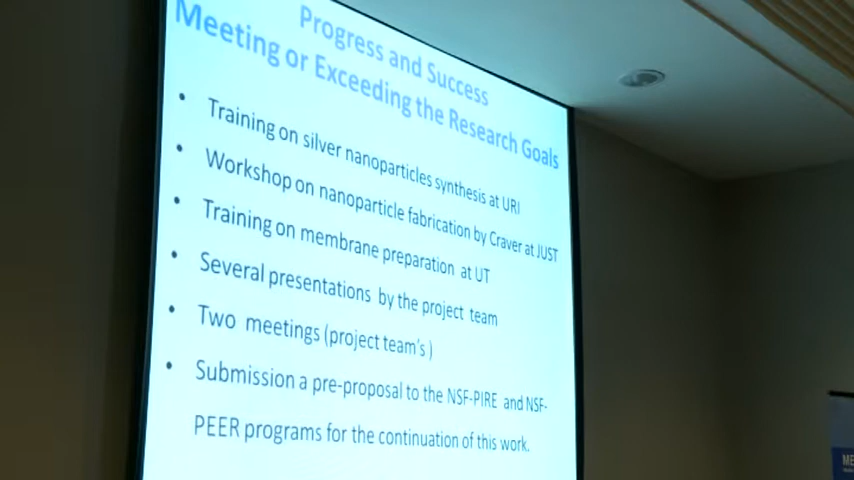 Progress and Success
Meeting or Exceeding the Research Goals
• Training on silver nanoparticles synthesis at URI
• Workshop on nanoparticle fabrication by Craver at JUST
• Training on membrane preparation at UT
• Several presentations by the project team
• Two meetings (project team's )
• Submission a pre-proposal to the NSF-PIRE and NSF-
PEER programs for the continuation of this work.